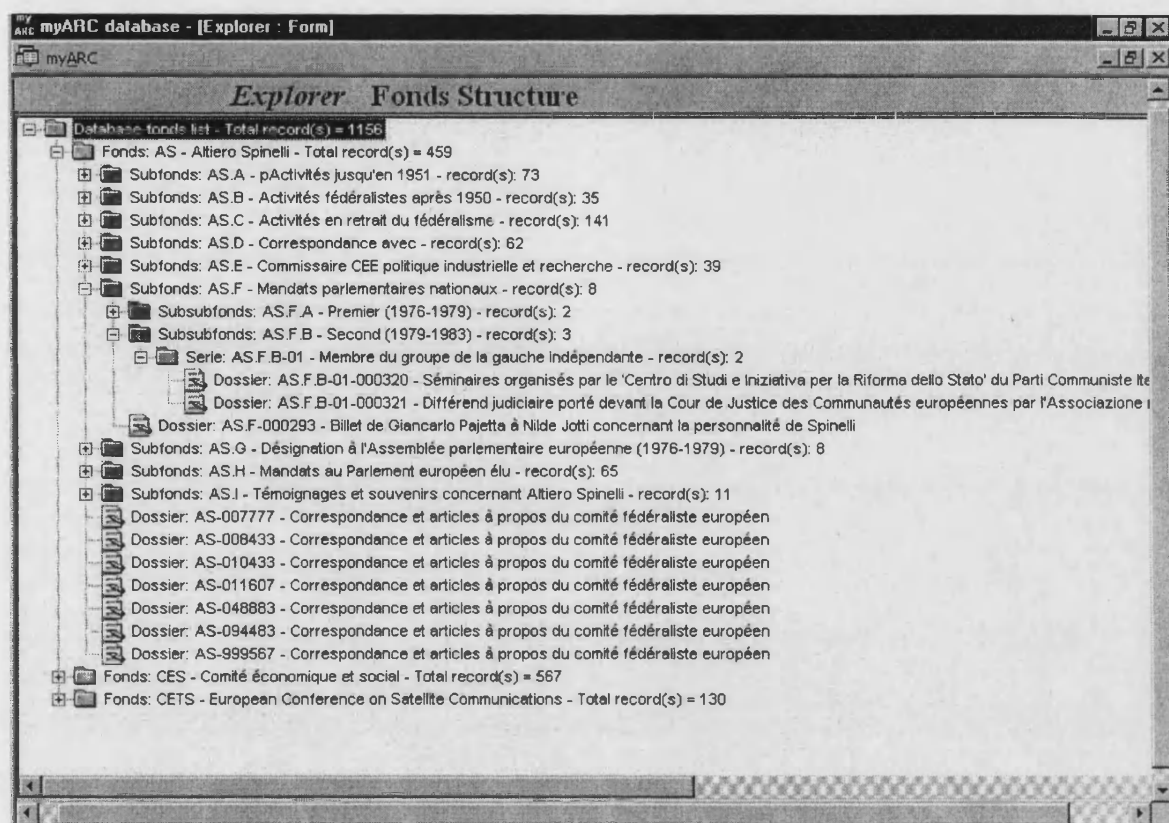 my ARC myARC database - [Explorer : Form]
myARC
Explorer Fonds Structure
Database fonds list - Total record(s) = 1156
Fonds: AS - Altiero Spinelli - Total record(s) = 459
Subfonds: AS.A - pActivités jusqu'en 1951 - record(s): 73
Subfonds: AS.B - Activités fédéralistes après 1950 - record(s): 35
Subfonds: AS.C - Activités en retrait du fédéralisme - record(s): 141
Subfonds: AS.D - Correspondance avec - record(s): 62
Subfonds: AS.E - Commissaire CEE politique industrielle et recherche - record(s): 39
Subfonds: AS.F - Mandats parlementaires nationaux - record(s): 8
Subsubfonds: AS.F.A - Premier (1976-1979) - record(s): 2
Subsubfonds: AS.F.B - Second (1979-1983) - record(s): 3
Serie: AS.F.B-01 - Membre du groupe de la gauche indépendante - record(s): 2
Dossier: AS.F.B-01-000320 - Séminaires organisés par le 'Centro di Studi e Iniziativa per la Riforma dello Stato' du Parti Communiste Ite
Dossier: AS.F.B-01-000321 - Différend judiciaire porté devant la Cour de Justice des Communautés européennes par l'Associazione
Dossier: AS.F-000293 - Billet de Giancarlo Pajetta à Nilde Jotti concernant la personnalité de Spinelli
Subfonds: AS.G - Désignation à l'Assemblée parlementaire européenne (1976-1979) - record(s): 8
Subfonds: AS.H - Mandats au Parlement européen élu - record(s): 65
Subfonds: AS.I - Témoignages et souvenirs concernant Altiero Spinelli - record(s): 11
Dossier: AS-007777 - Correspondance et articles à propos du comité fédéraliste européen
Dossier: AS-008433 - Correspondance et articles à propos du comité fédéraliste européen
Dossier: AS-010433 - Correspondance et articles à propos du comité fédéraliste européen
Dossier: AS-011607 - Correspondance et articles à propos du comité fédéraliste européen
Dossier: AS-048883 - Correspondance et articles à propos du comité fédéraliste européen
Dossier: AS-094483 - Correspondance et articles à propos du comité fédéraliste européen
Dossier: AS-999567 - Correspondance et articles à propos du comité fédéraliste européen
Fonds: CES - Comité économique et social - Total record(s) = 567
Fonds: CETS - European Conference on Satellite Communications - Total record(s) = 130